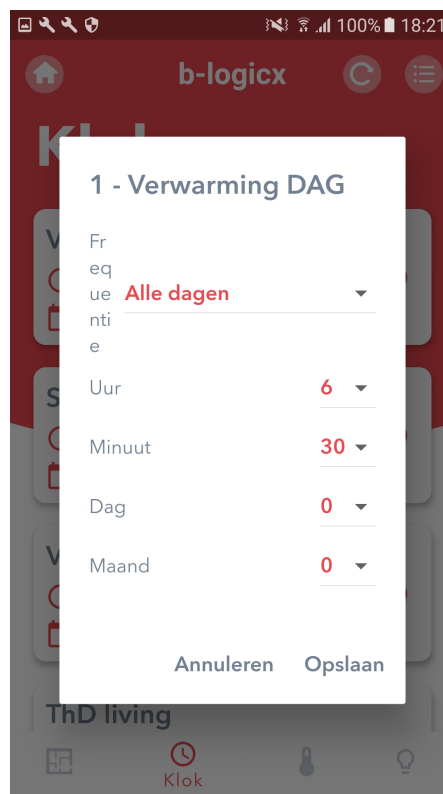 100% 18:21
b-logicx
1 - Verwarming DAG
Fr
eq
ue
nti
e
Alle dagen
Uur 6
Minuut 30
Dag 0
Maand 0
Annuleren Opslaan
ThD living
Klok